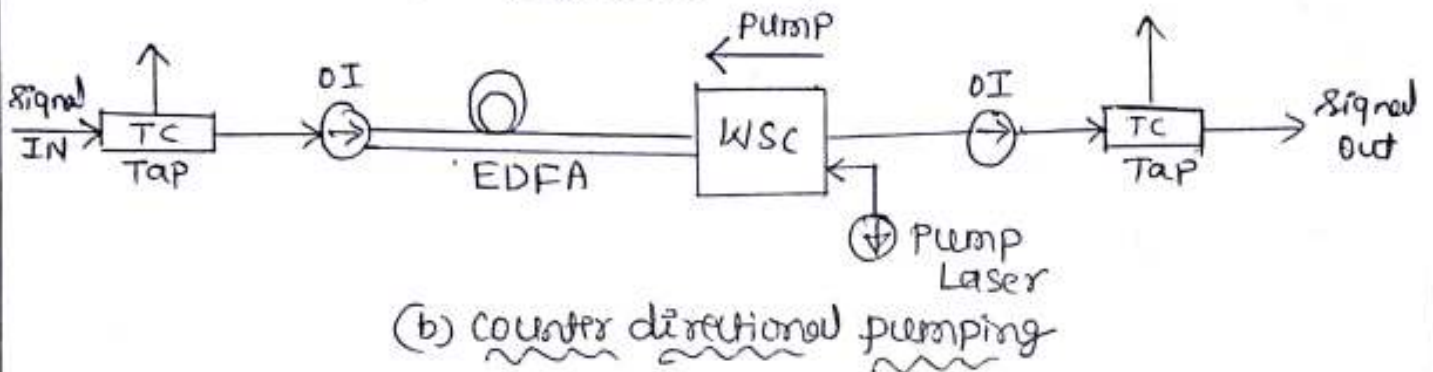 Pump
Signal
IN
TC
Tap
OI
EDFA
WSC
OI
TC
Tap
Signal
Out
Pump
Laser
(b) Counter directional pumping